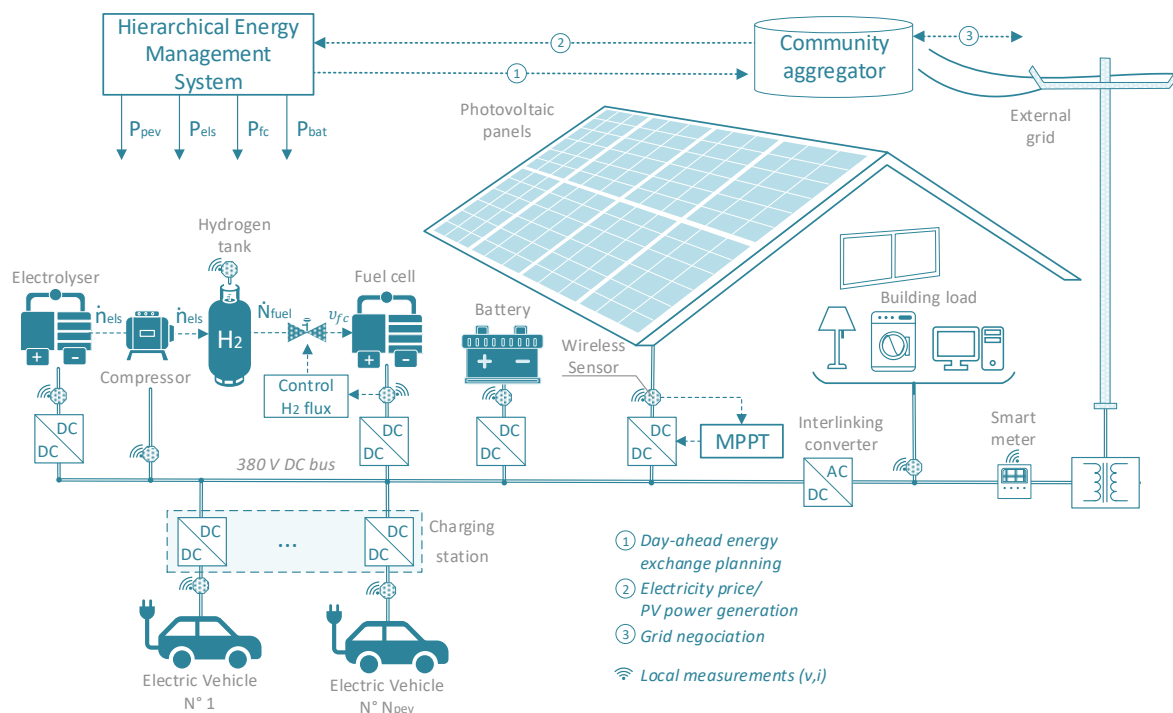 Hierarchical Energy
Management
System
2
1
Community
aggregator
3
External
grid
Ppev
Pels
Pfc
Pbat
Photovoltaic
panels
Hydrogen
tank
Electrolyser
Fuel cell
Battery
Building load
ṅels
ṅels
Ṅfuel
υfc
H2
+ -
+ -
+ -
Compressor
Control
H2 flux
Wireless
Sensor
DC
DC
DC
DC
DC
DC
DC
DC
MPPT
Interlinking
converter
Smart
meter
380 V DC bus
AC
DC
DC
DC
...
DC
DC
Charging
station
1 Day-ahead energy
exchange planning
2 Electricity price/
PV power generation
3 Grid negociation
Local measurements (v,i)
Electric Vehicle
N° 1
Electric Vehicle
N° Npev